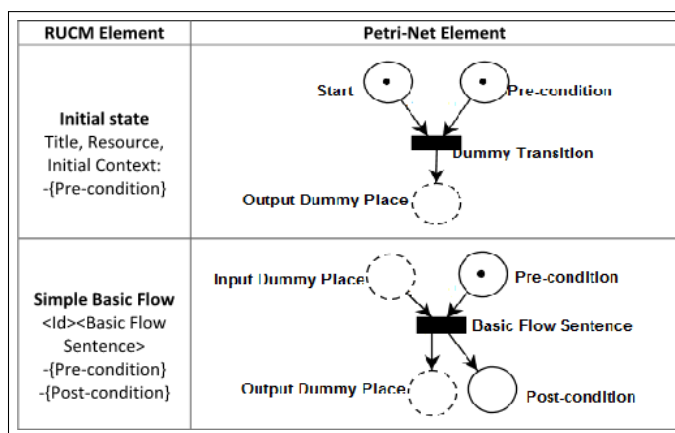 RUCM Element
Petri-Net Element
Initial state
Title, Resource,
Initial Context:
-{Pre-condition}
Start
Pre-condition
Dummy Transition
Output Dummy Place
Simple Basic Flow
<Id><Basic Flow
Sentence>
-{Pre-condition}
-{Post-condition}
Input Dummy Place
Pre-condition
Basic Flow Sentence
Output Dummy Place
Post-condition